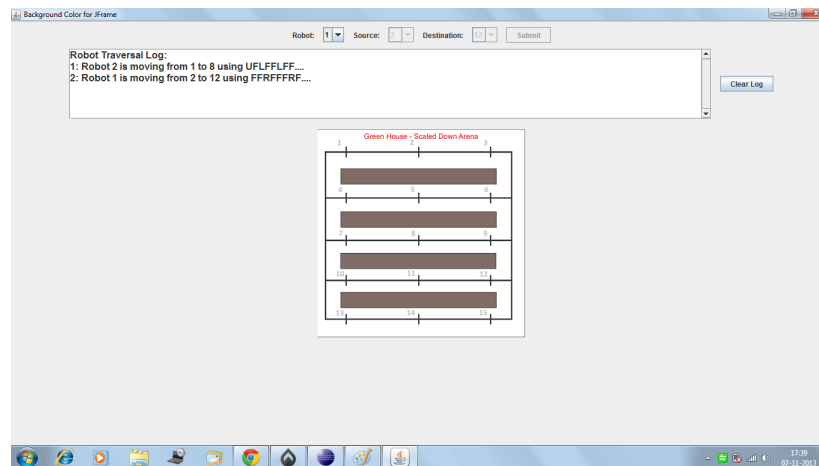 Background Color for JFrame
Robot: 1 Source: 2 Destination: 12 Submit
Robot Traversal Log:
1: Robot 2 is moving from 1 to 8 using UFLFFLFF....
2: Robot 1 is moving from 2 to 12 using FFRFFFRF....
Clear Log
Green House - Scaled Down Arena
1 2 3
4 5 6
7 8 9
10 11 12
13 14 15
17:39
07-11-2013